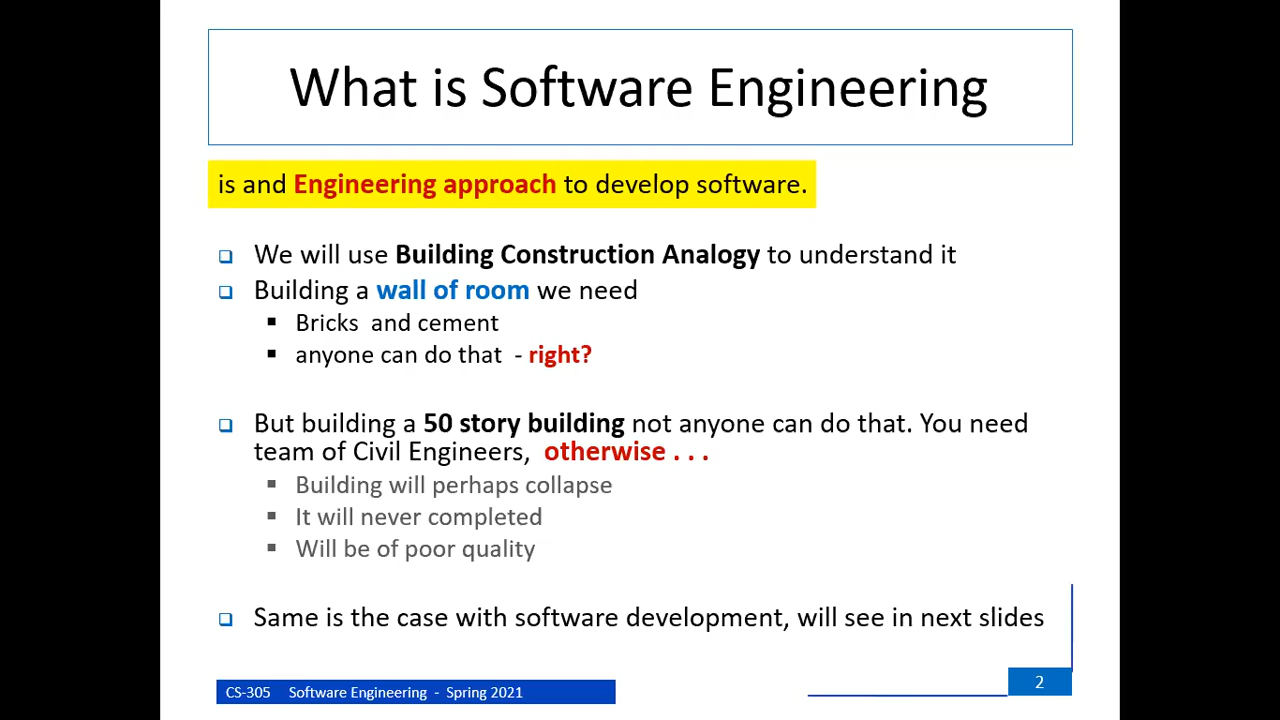 What is Software Engineering
is and Engineering approach to develop software.
We will use Building Construction Analogy to understand it
Building a wall of room we need
Bricks and cement
anyone can do that - right?
But building a 50 story building not anyone can do that. You need
team of Civil Engineers, otherwise . . .
Building will perhaps collapse
It will never completed
Will be of poor quality
Same is the case with software development, will see in next slides
CS-305 Software Engineering - Spring 2021
2